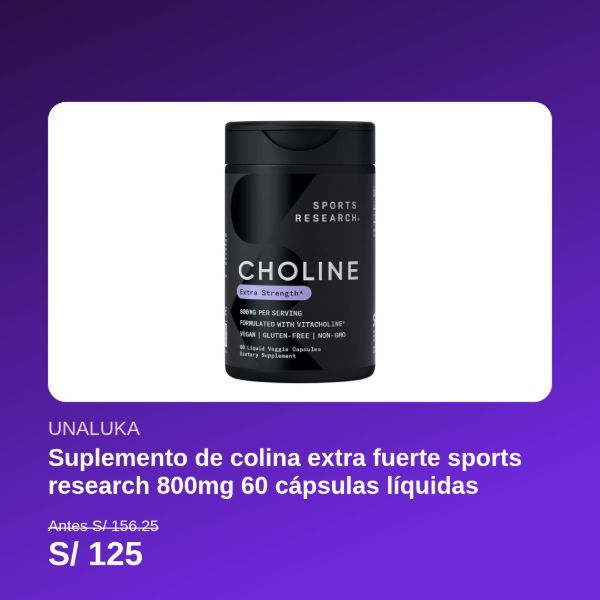 SPORTS
RESEARCH
CHOLINE
Extra Strength*
800MG PER SERVING
FORMULATED WITH VITACHOLINE®
VEGAN | GLUTEN-FREE | NON-GMO
60 Liquid Veggie Capsules
Dietary Supplement
UNALUKA
Suplemento de colina extra fuerte sports
research 800mg 60 cápsulas líquidas
Antes S/ 156.25
S/ 125